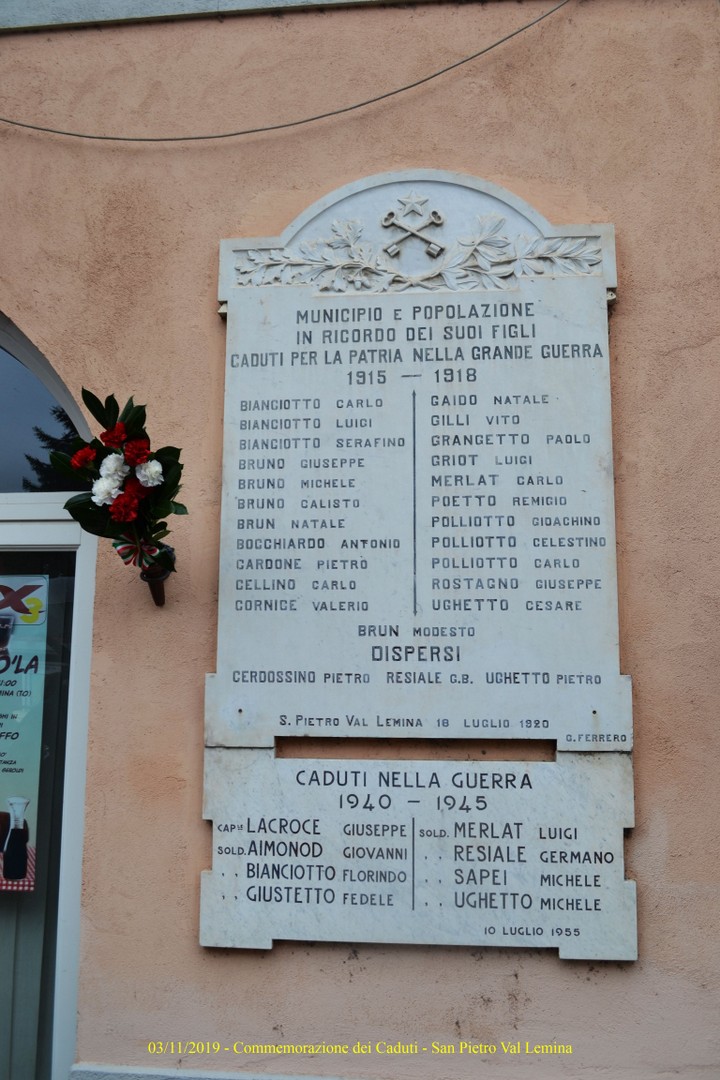 MUNICIPIO E POPOLAZIONE
IN RICORDO DEI SUOI FIGLI
CADUTI PER LA PATRIA NELLA GRANDE GUERRA
1915 — 1918
BIANCIOTTO CARLO
BIANCIOTTO LUIGI
BIANCIOTTO SERAFINO
BRUNO GIUSEPPE
BRUNO MICHELE
BRUNO CALISTO
BRUN NATALE
BOCCHIARDO ANTONIO
CARDONE PIETRO
CELLINO CARLO
CORNICE VALERIO
GAIDO NATALE
GILLI VITO
GRANGETTO PAOLO
GRIOT LUIGI
MERLAT CARLO
POETTO REMIGIO
POLLIOTTO GIOACHINO
POLLIOTTO CELESTINO
POLLIOTTO CARLO
ROSTAGNO GIUSEPPE
UGHETTO CESARE
BRUN MODESTO
DISPERSI
CERDOSSINO PIETRO RESIALE G.B. UGHETTO PIETRO
S. PIETRO VAL LEMINA 18 LUGLIO 1920
G. FERRERO
CADUTI NELLA GUERRA
1940 — 1945
CAP.LE LACROCE GIUSEPPE
SOLD. AIMONOD GIOVANNI
. . BIANCIOTTO FLORINDO
. . GIUSTETTO FEDELE
SOLD. MERLAT LUIGI
. . RESIALE GERMANO
. . SAPEI MICHELE
. . UGHETTO MICHELE
10 LUGLIO 1955
X3
O'LA
03/11/2019 - Commemorazione dei Caduti - San Pietro Val Lemina